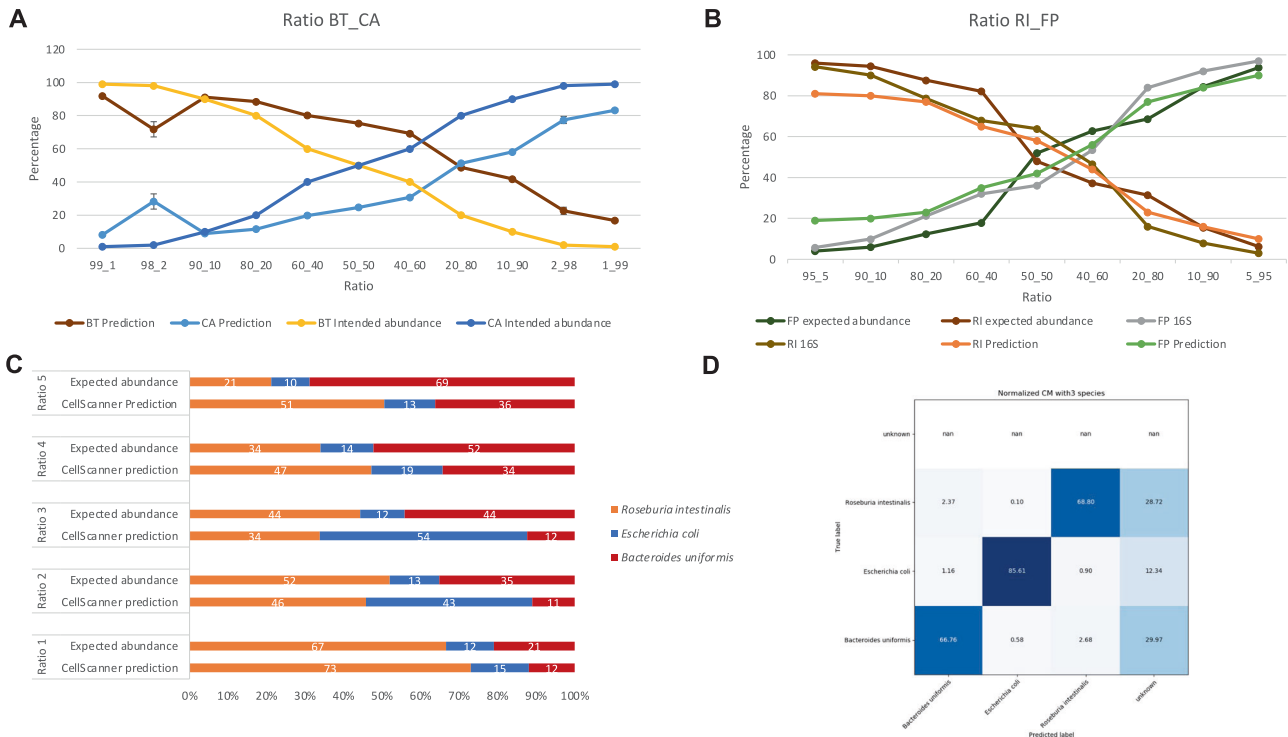 A
Ratio BT_CA
120
100
80
60
40
20
0
Percentage
99_1 98_2 90_10 80_20 60_40 50_50 40_60 20_80 10_90 2_98 1_99
Ratio
BT Prediction CA Prediction BT Intended abundance CA Intended abundance
B
Ratio RI_FP
100
80
60
40
20
0
Percentage
95_5 90_10 80_20 60_40 50_50 40_60 20_80 10_90 5_95
Ratio
FP expected abundance RI expected abundance FP 16S
RI 16S RI Prediction FP Prediction
C
Ratio 5
Expected abundance 21 10 69
CellScanner Prediction 51 13 36
Ratio 4
Expected abundance 34 14 52
CellScanner prediction 47 19 34
Ratio 3
Expected abundance 44 12 44
CellScanner prediction 34 54 12
Ratio 2
Expected abundance 52 13 35
CellScanner prediction 46 43 11
Ratio 1
Expected abundance 67 12 21
CellScanner prediction 73 15 12
0% 10% 20% 30% 40% 50% 60% 70% 80% 90% 100%
Roseburia intestinalis
Escherichia coli
Bacteroides uniformis
D
Normalized CM with3 species
True label
unknown nan nan nan nan
Roseburia intestinalis 2.37 0.10 68.80 28.72
Escherichia coli 1.16 85.61 0.90 12.34
Bacteroides uniformis 66.76 0.58 2.68 29.97
Bacteroides uniformis Escherichia coli Roseburia intestinalis unknown
Predicted label